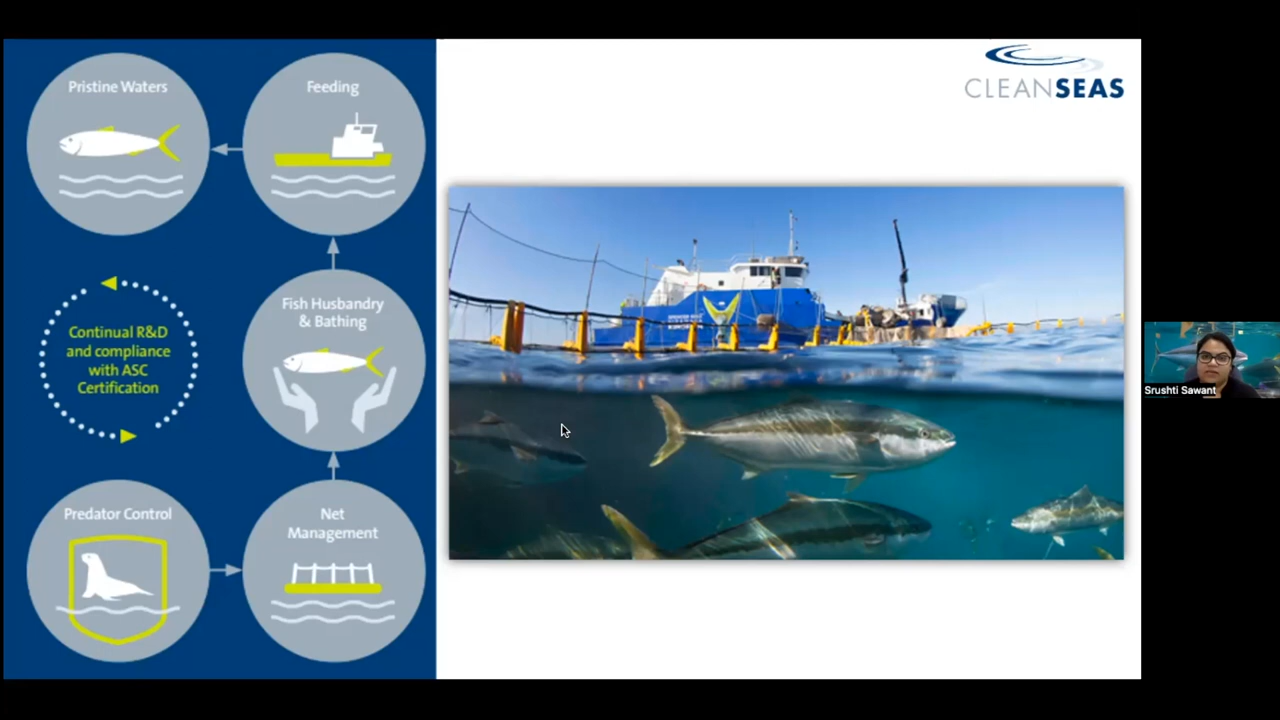 Pristine Waters
Feeding
CLEANSEAS
Fish Husbandry
& Bathing
Continual R&D
and compliance
with ASC
Certification
Predator Control
Net
Management
Srushti Sawant